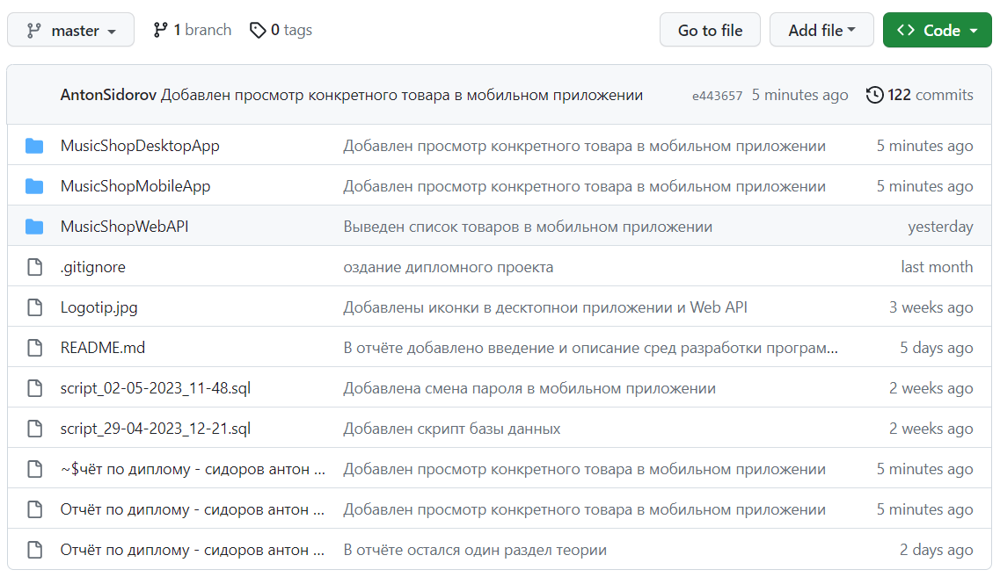 master 1 branch 0 tags Go to file Add file Code
AntonSidorov Добавлен просмотр конкретного товара в мобильном приложении e443657 5 minutes ago 122 commits
MusicShopDesktopApp Добавлен просмотр конкретного товара в мобильном приложении 5 minutes ago
MusicShopMobileApp Добавлен просмотр конкретного товара в мобильном приложении 5 minutes ago
MusicShopWebAPI Выведен список товаров в мобильном приложении yesterday
.gitignore оздание дипломного проекта last month
Logotip.jpg Добавлены иконки в десктопнои приложении и Web API 3 weeks ago
README.md В отчёте добавлено введение и описание сред разработки програм... 5 days ago
script_02-05-2023_11-48.sql Добавлена смена пароля в мобильном приложении 2 weeks ago
script_29-04-2023_12-21.sql Добавлен скрипт базы данных 2 weeks ago
~$чёт по диплому - сидоров антон ... Добавлен просмотр конкретного товара в мобильном приложении 5 minutes ago
Отчёт по диплому - сидоров антон ... Добавлен просмотр конкретного товара в мобильном приложении 5 minutes ago
Отчёт по диплому - сидоров антон ... В отчёте остался один раздел теории 2 days ago